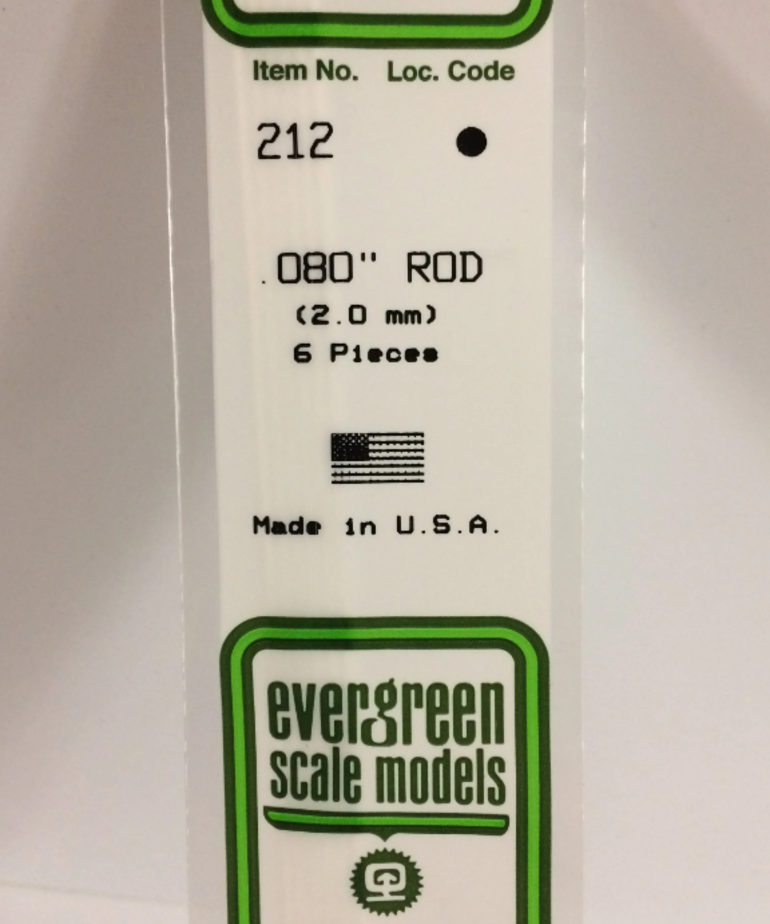 Item No. Loc. Code
212 ●
.080" ROD
(2.0 mm)
6 Pieces
Made in U.S.A.
evergreen
scale models